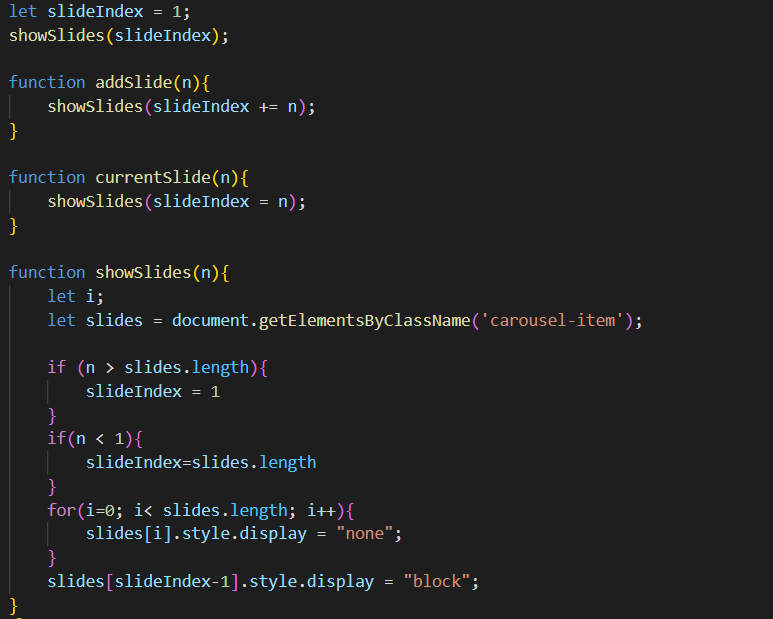 let slideIndex = 1;
showSlides(slideIndex);

function addSlide(n){
    showSlides(slideIndex += n);
}

function currentSlide(n){
    showSlides(slideIndex = n);
}

function showSlides(n){
    let i;
    let slides = document.getElementsByClassName('carousel-item');

    if (n > slides.length){
        slideIndex = 1
    }
    if(n < 1){
        slideIndex=slides.length
    }
    for(i=0; i< slides.length; i++){
        slides[i].style.display = "none";
    }
    slides[slideIndex-1].style.display = "block";
}